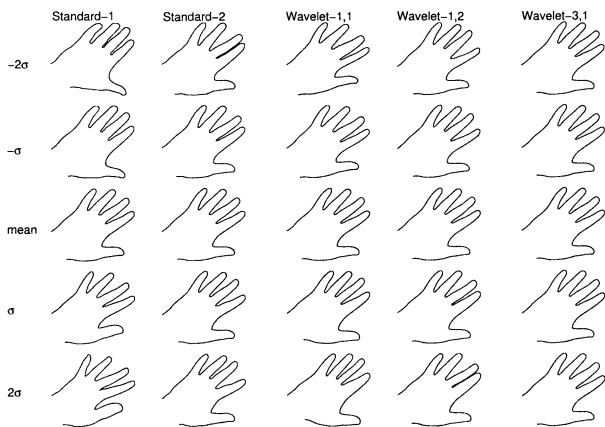 Standard-1 Standard-2 Wavelet-1,1 Wavelet-1,2 Wavelet-3,1
-2σ
-σ
mean
σ
2σ